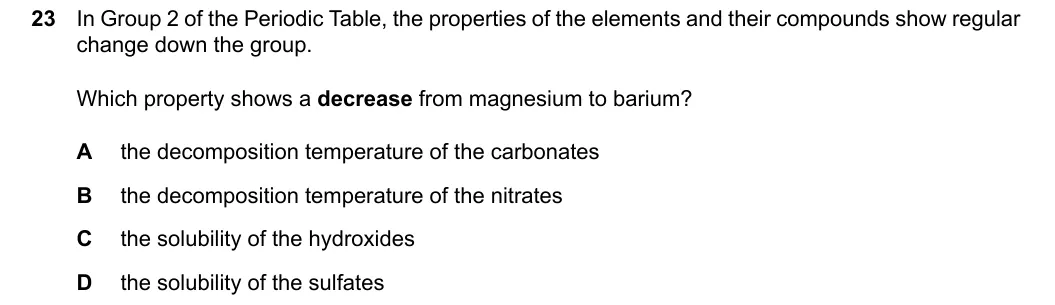 23 In Group 2 of the Periodic Table, the properties of the elements and their compounds show regular
change down the group.
Which property shows a decrease from magnesium to barium?
A the decomposition temperature of the carbonates
B the decomposition temperature of the nitrates
C the solubility of the hydroxides
D the solubility of the sulfates